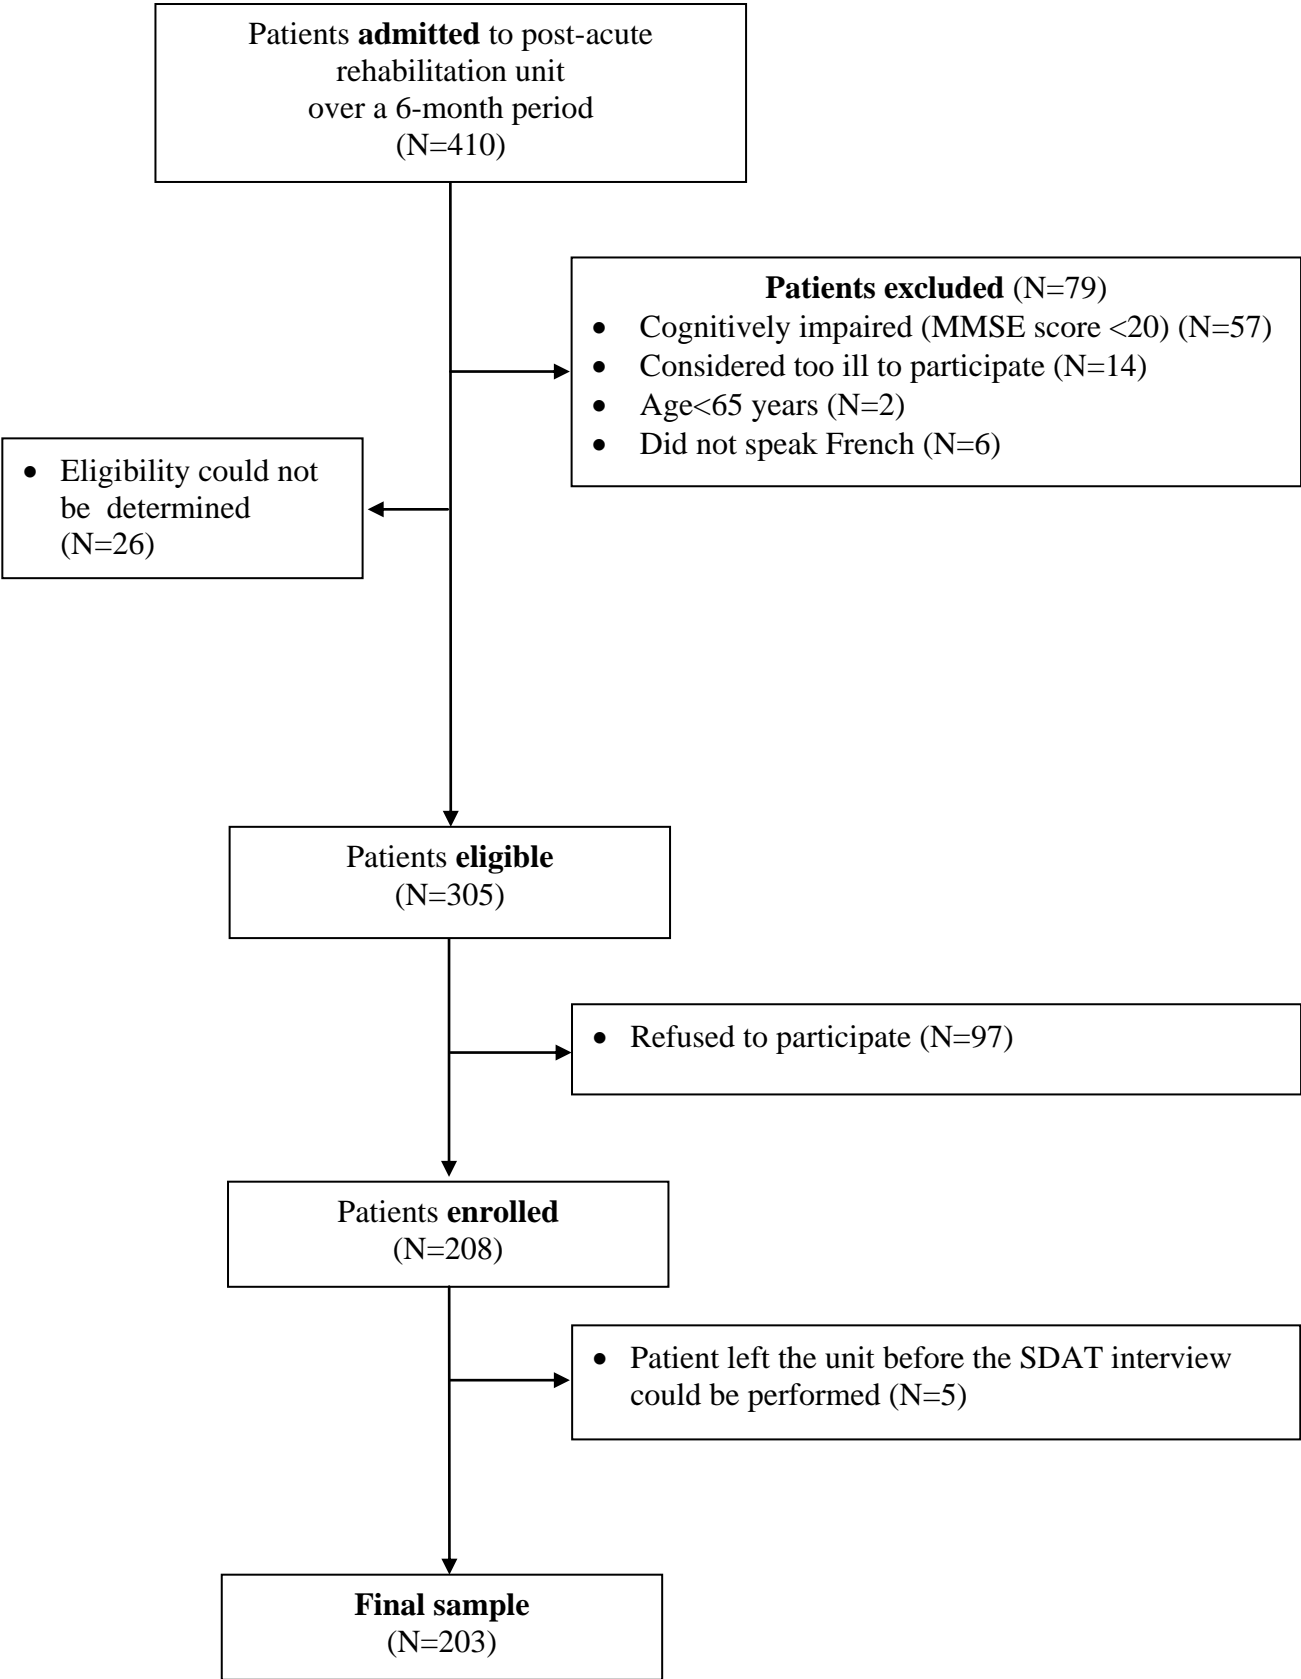 Patients admitted to post-acute
rehabilitation unit
over a 6-month period
(N=410)
Patients excluded (N=79)
• Cognitively impaired (MMSE score <20) (N=57)
• Considered too ill to participate (N=14)
• Age<65 years (N=2)
• Did not speak French (N=6)
• Eligibility could not
be determined
(N=26)
Patients eligible
(N=305)
• Refused to participate (N=97)
Patients enrolled
(N=208)
• Patient left the unit before the SDAT interview
could be performed (N=5)
Final sample
(N=203)